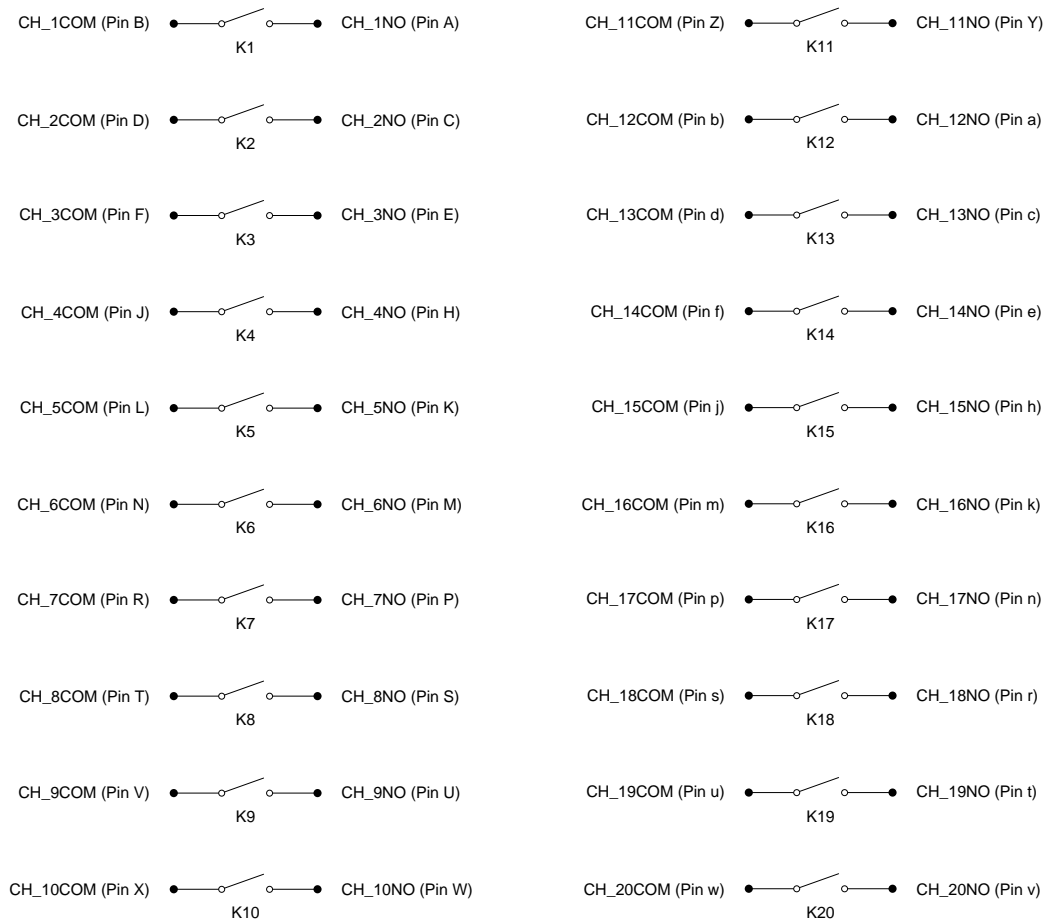 CH_1COM (Pin B) CH_1NO (Pin A) CH_11COM (Pin Z) CH_11NO (Pin Y)
K1 K11
CH_2COM (Pin D) CH_2NO (Pin C) CH_12COM (Pin b) CH_12NO (Pin a)
K2 K12
CH_3COM (Pin F) CH_3NO (Pin E) CH_13COM (Pin d) CH_13NO (Pin c)
K3 K13
CH_4COM (Pin J) CH_4NO (Pin H) CH_14COM (Pin f) CH_14NO (Pin e)
K4 K14
CH_5COM (Pin L) CH_5NO (Pin K) CH_15COM (Pin j) CH_15NO (Pin h)
K5 K15
CH_6COM (Pin N) CH_6NO (Pin M) CH_16COM (Pin m) CH_16NO (Pin k)
K6 K16
CH_7COM (Pin R) CH_7NO (Pin P) CH_17COM (Pin p) CH_17NO (Pin n)
K7 K17
CH_8COM (Pin T) CH_8NO (Pin S) CH_18COM (Pin s) CH_18NO (Pin r)
K8 K18
CH_9COM (Pin V) CH_9NO (Pin U) CH_19COM (Pin u) CH_19NO (Pin t)
K9 K19
CH_10COM (Pin X) CH_10NO (Pin W) CH_20COM (Pin w) CH_20NO (Pin v)
K10 K20